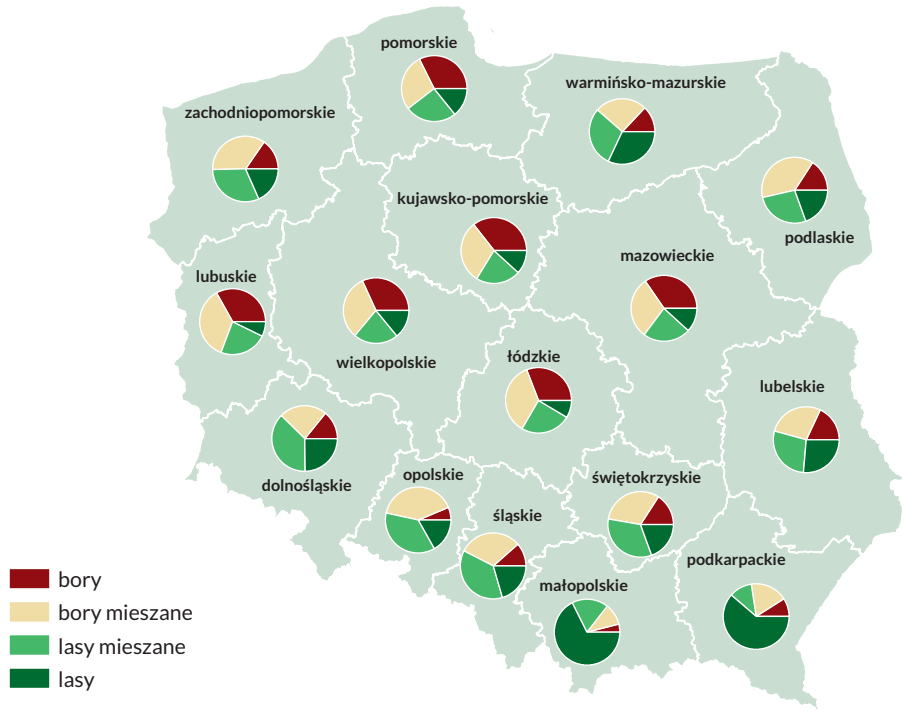 pomorskie
warmińsko-mazurskie
zachodniopomorskie
kujawsko-pomorskie
podlaskie
mazowieckie
lubuskie
wielkopolskie
łódzkie
lubelskie
dolnośląskie
opolskie
świętokrzyskie
śląskie
podkarpackie
małopolskie
bory
bory mieszane
lasy mieszane
lasy